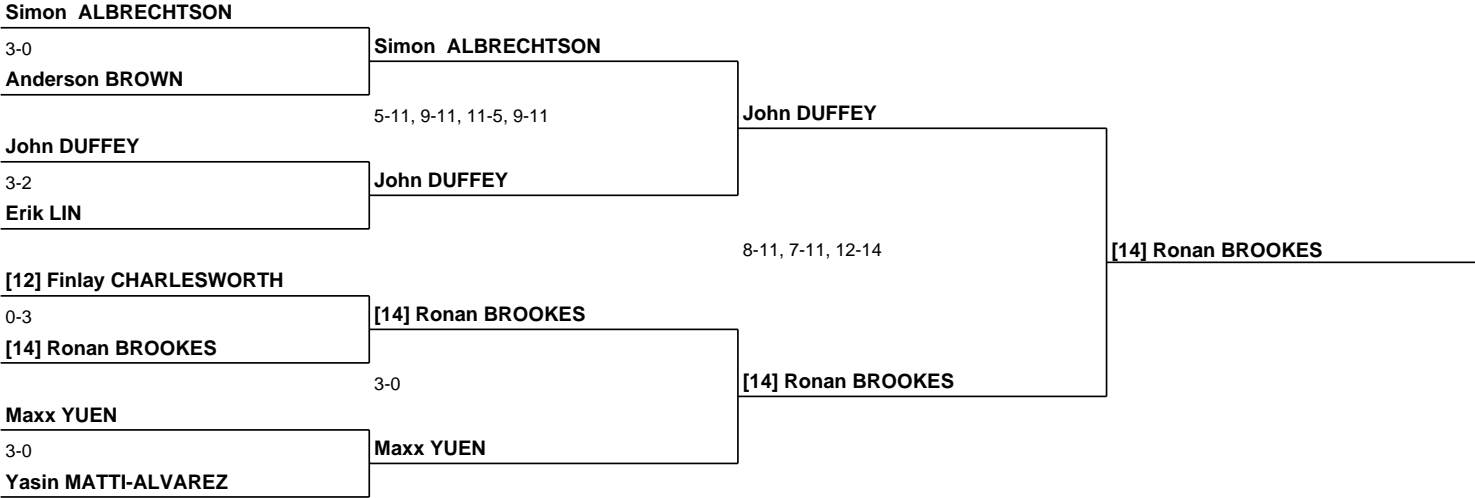 Simon  ALBRECHTSON
3-0
Anderson BROWN
John DUFFEY
3-2
Erik LIN
[12] Finlay CHARLESWORTH
0-3
[14] Ronan BROOKES
Maxx YUEN
3-0
Yasin MATTI-ALVAREZ
Simon  ALBRECHTSON
5-11, 9-11, 11-5, 9-11
John DUFFEY
[14] Ronan BROOKES
3-0
Maxx YUEN
John DUFFEY
8-11, 7-11, 12-14
[14] Ronan BROOKES
[14] Ronan BROOKES